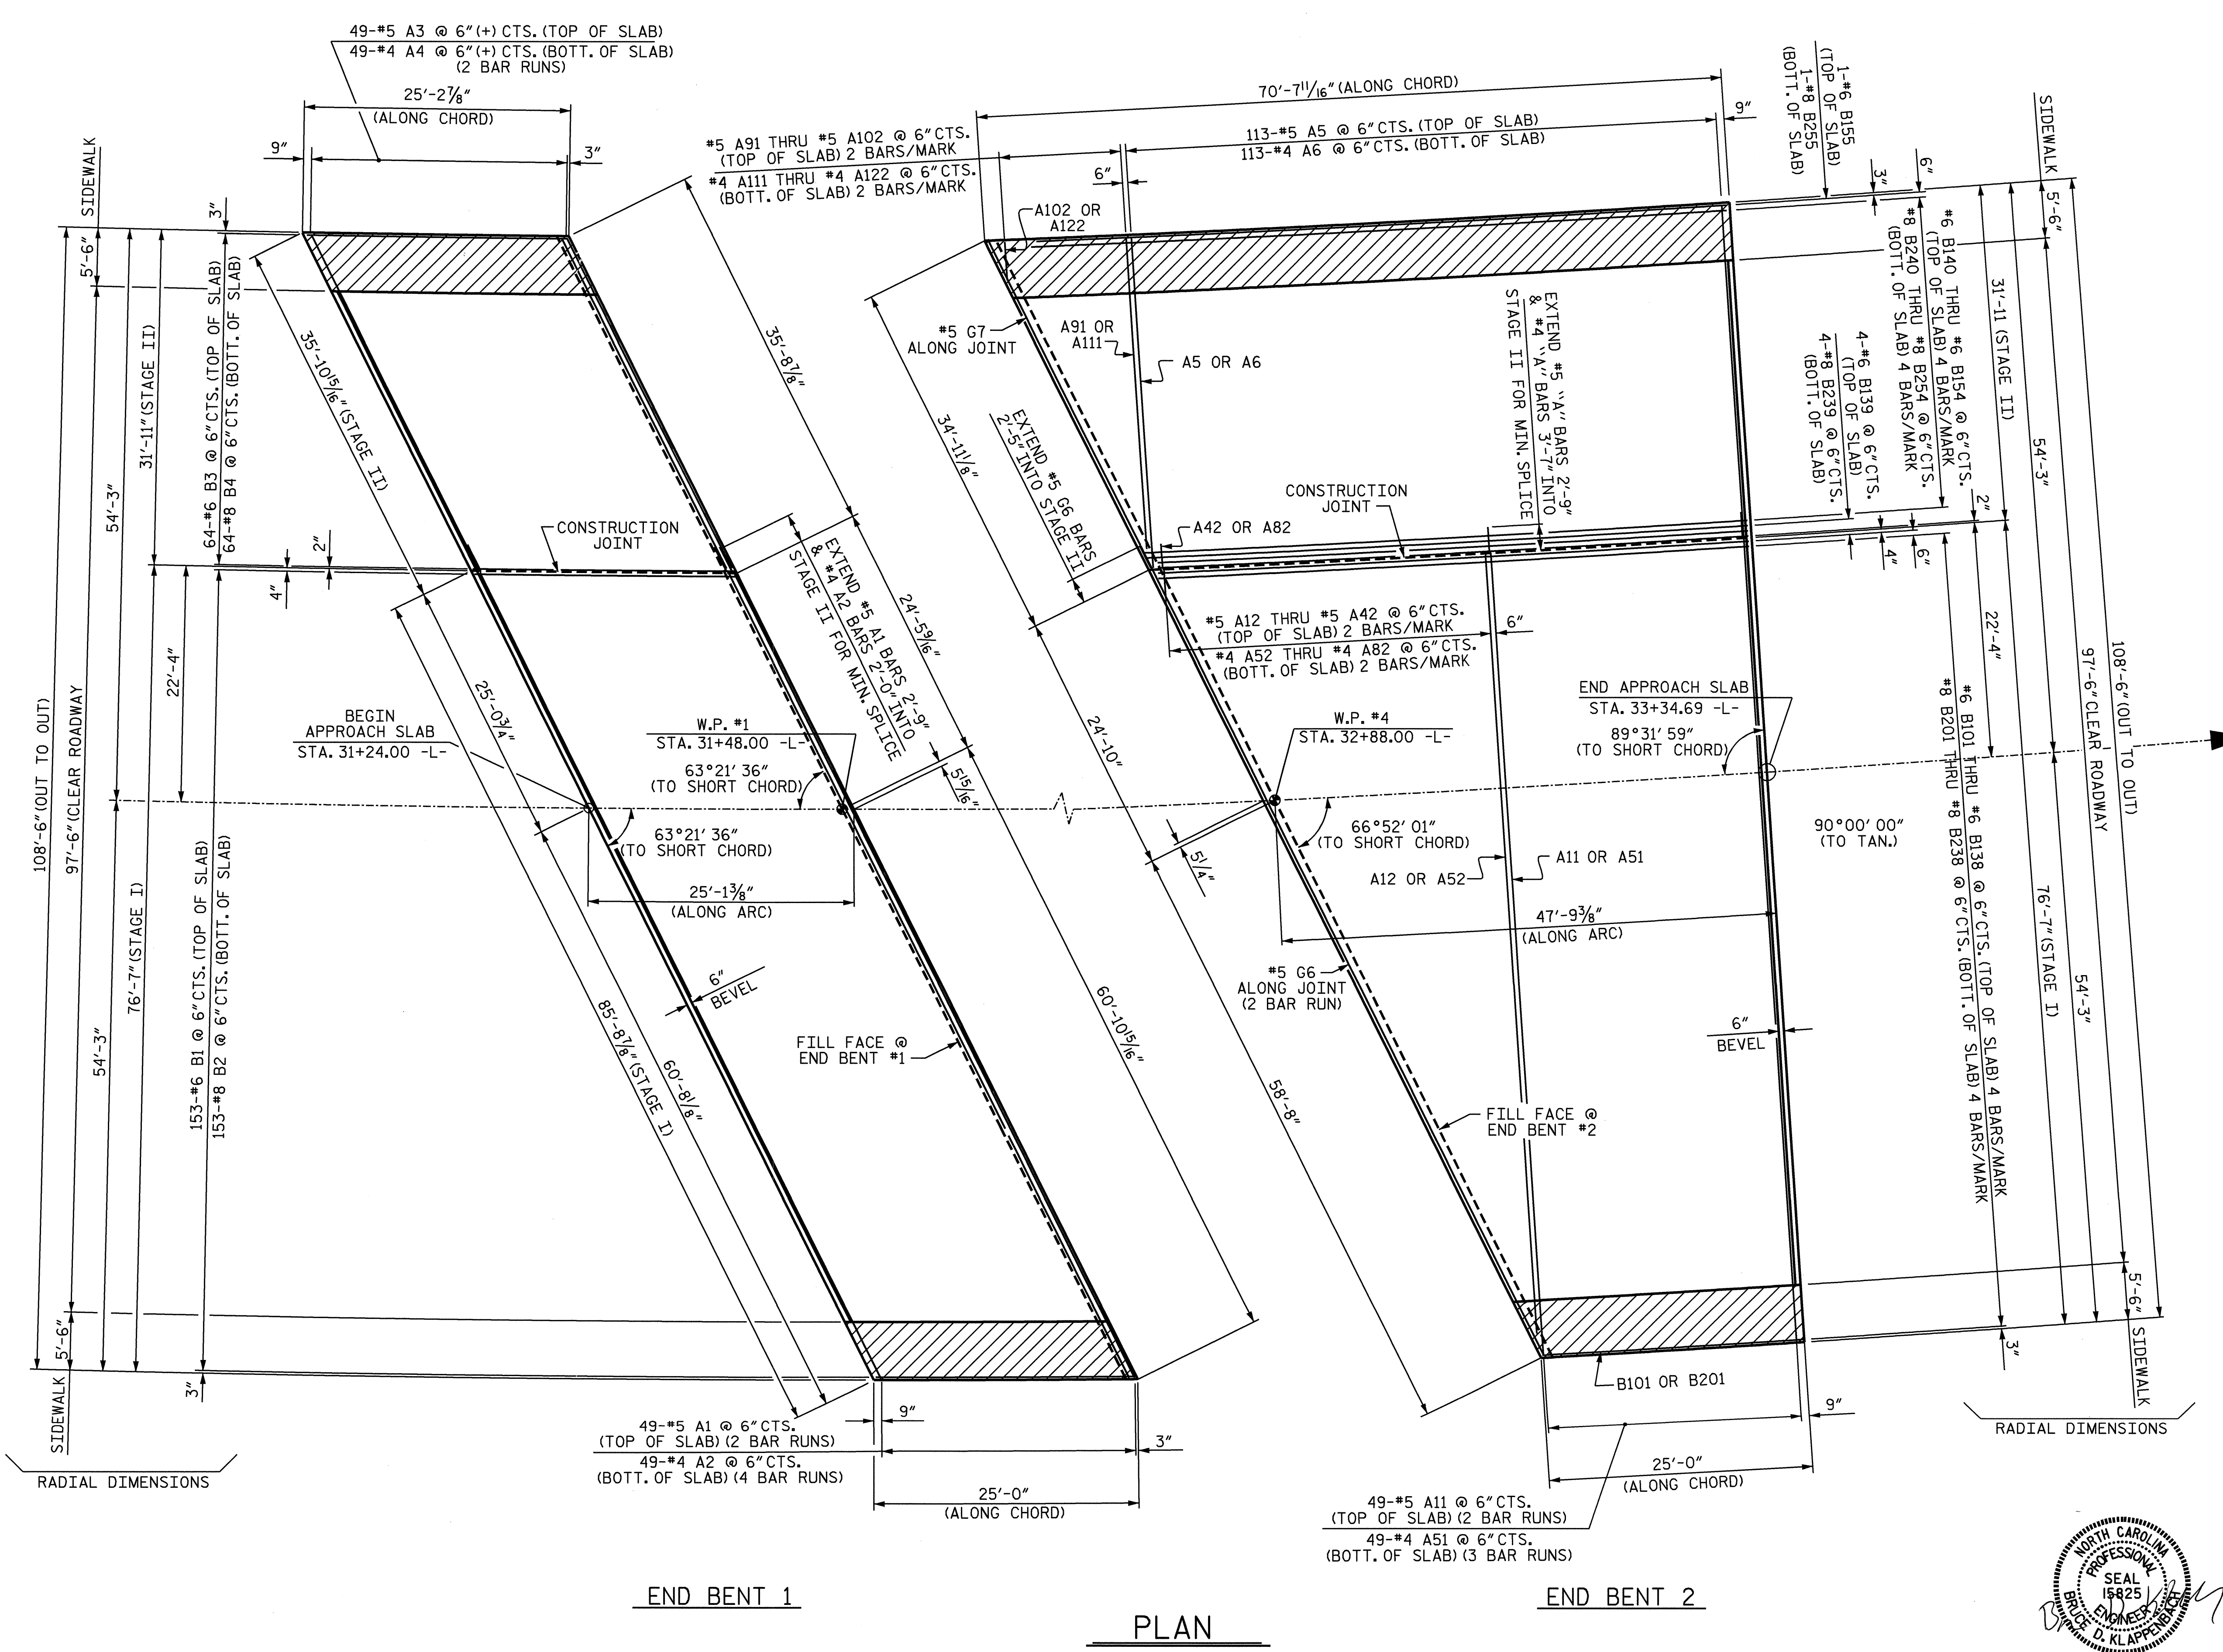 49-#5 A3 @ 6"(+) CTS. (TOP OF SLAB)
49-#4 A4 @ 6"(+) CTS. (BOTT. OF SLAB)
(2 BAR RUNS)
25'-2⅞"
(ALONG CHORD)
9"
3"
SIDEWALK
5'-6"
3"
108'-6" (OUT TO OUT)
97'-6" (CLEAR ROADWAY)
54'-3"
54'-3"
31'-11" (STAGE II)
76'-7" (STAGE I)
22'-4"
64-#6 B3 @ 6" CTS. (TOP OF SLAB)
64-#8 B4 @ 6" CTS. (BOTT. OF SLAB)
4"
2"
153-#6 B1 @ 6" CTS. (TOP OF SLAB)
153-#8 B2 @ 6" CTS. (BOTT. OF SLAB)
5'-6"
SIDEWALK
3"
RADIAL DIMENSIONS
35'-10 15/16" (STAGE II)
CONSTRUCTION
JOINT
BEGIN
APPROACH SLAB
STA. 31+24.00 -L-
25'-0¾"
W.P. #1
STA. 31+48.00 -L-
63°21'36"
(TO SHORT CHORD)
63°21'36"
(TO SHORT CHORD)
25'-1⅜"
(ALONG ARC)
6"
BEVEL
85'-8⅞" (STAGE I)
60'-8⅛"
FILL FACE @
END BENT #1
35'-8⅞"
24'-5 9/16"
EXTEND #5 A1 BARS 2'-9"
& #4 A2 BARS 2'-0" INTO
STAGE II FOR MIN. SPLICE
5 15/16"
60'-10 15/16"
49-#5 A1 @ 6" CTS.
(TOP OF SLAB) (2 BAR RUNS)
49-#4 A2 @ 6" CTS.
(BOTT. OF SLAB) (4 BAR RUNS)
9"
3"
25'-0"
(ALONG CHORD)
END BENT 1
70'-7 11/16" (ALONG CHORD)
#5 A91 THRU #5 A102 @ 6" CTS.
(TOP OF SLAB) 2 BARS/MARK
#4 A111 THRU #4 A122 @ 6" CTS.
(BOTT. OF SLAB) 2 BARS/MARK
113-#5 A5 @ 6" CTS. (TOP OF SLAB)
113-#4 A6 @ 6" CTS. (BOTT. OF SLAB)
9"
6"
A102 OR
A122
#5 G7
ALONG JOINT
A91 OR
A111
A5 OR A6
34'-11⅛"
EXTEND #5 G6 BARS
2'-5" INTO STAGE II
A42 OR A82
CONSTRUCTION
JOINT
EXTEND #5 "A" BARS 2'-9"
& #4 "A" BARS 3'-7" INTO
STAGE II FOR MIN. SPLICE
#5 A12 THRU #5 A42 @ 6" CTS.
(TOP OF SLAB) 2 BARS/MARK
#4 A52 THRU #4 A82 @ 6" CTS.
(BOTT. OF SLAB) 2 BARS/MARK
6"
24'-10"
W.P. #4
STA. 32+88.00 -L-
END APPROACH SLAB
STA. 33+34.69 -L-
89°31'59"
(TO SHORT CHORD)
66°52'01"
(TO SHORT CHORD)
90°00'00"
(TO TAN.)
5¼"
A12 OR A52
A11 OR A51
47'-9⅜"
(ALONG ARC)
#5 G6
ALONG JOINT
(2 BAR RUN)
6"
BEVEL
58'-8"
FILL FACE @
END BENT #2
B101 OR B201
49-#5 A11 @ 6" CTS.
(TOP OF SLAB) (2 BAR RUNS)
49-#4 A51 @ 6" CTS.
(BOTT. OF SLAB) (3 BAR RUNS)
25'-0"
(ALONG CHORD)
9"
1-#6 B155
(TOP OF SLAB)
1-#8 B255
(BOTT. OF SLAB)
3"
6"
#6 B140 THRU #6 B154 @ 6" CTS.
(TOP OF SLAB) 4 BARS/MARK
#8 B240 THRU #8 B254 @ 6" CTS.
(BOTT. OF SLAB) 4 BARS/MARK
4-#6 B139 @ 6" CTS.
(TOP OF SLAB)
4-#8 B239 @ 6" CTS.
(BOTT. OF SLAB)
2"
4"
6"
#6 B101 THRU #6 B138 @ 6" CTS. (TOP OF SLAB) 4 BARS/MARK
#8 B201 THRU #8 B238 @ 6" CTS. (BOTT. OF SLAB) 4 BARS/MARK
31'-11 (STAGE II)
22'-4"
76'-7" (STAGE I)
54'-3"
54'-3"
97'-6" CLEAR ROADWAY
108'-6" (OUT TO OUT)
SIDEWALK
5'-6"
5'-6"
SIDEWALK
3"
RADIAL DIMENSIONS
END BENT 2
PLAN
NORTH CAROLINA
PROFESSIONAL
SEAL
15825
ENGINEER
BRUCE D. KLAPPENBACH